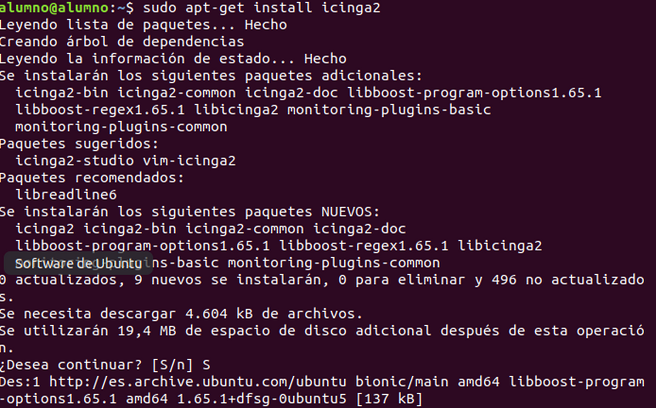 alumno@alumno:~$ sudo apt-get install icinga2
Leyendo lista de paquetes... Hecho
Creando árbol de dependencias
Leyendo la información de estado... Hecho
Se instalarán los siguientes paquetes adicionales:
icinga2-bin icinga2-common icinga2-doc libboost-program-options1.65.1
libboost-regex1.65.1 libicinga2 monitoring-plugins-basic
monitoring-plugins-common
Paquetes sugeridos:
icinga2-studio vim-icinga2
Paquetes recomendados:
libreadline6
Se instalarán los siguientes paquetes NUEVOS:
icinga2 icinga2-bin icinga2-common icinga2-doc
libboost-program-options1.65.1 libboost-regex1.65.1 libicinga2
Software de Ubuntu
ins-basic monitoring-plugins-common
0 actualizados, 9 nuevos se instalarán, 0 para eliminar y 496 no actualizado
s.
Se necesita descargar 4.604 kB de archivos.
Se utilizarán 19,4 MB de espacio de disco adicional después de esta operació
n.
¿Desea continuar? [S/n] S
Des:1 http://es.archive.ubuntu.com/ubuntu bionic/main amd64 libboost-program
-options1.65.1 amd64 1.65.1+dfsg-0ubuntu5 [137 kB]